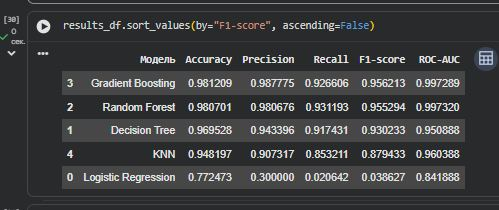 [30]
0
сек.
results_df.sort_values(by="F1-score", ascending=False)
Модель Accuracy Precision Recall F1-score ROC-AUC
3 Gradient Boosting 0.981209 0.987775 0.926606 0.956213 0.997289
2 Random Forest 0.980701 0.980676 0.931193 0.955294 0.997320
1 Decision Tree 0.969528 0.943396 0.917431 0.930233 0.950888
4 KNN 0.948197 0.907317 0.853211 0.879433 0.960388
0 Logistic Regression 0.772473 0.300000 0.020642 0.038627 0.841888